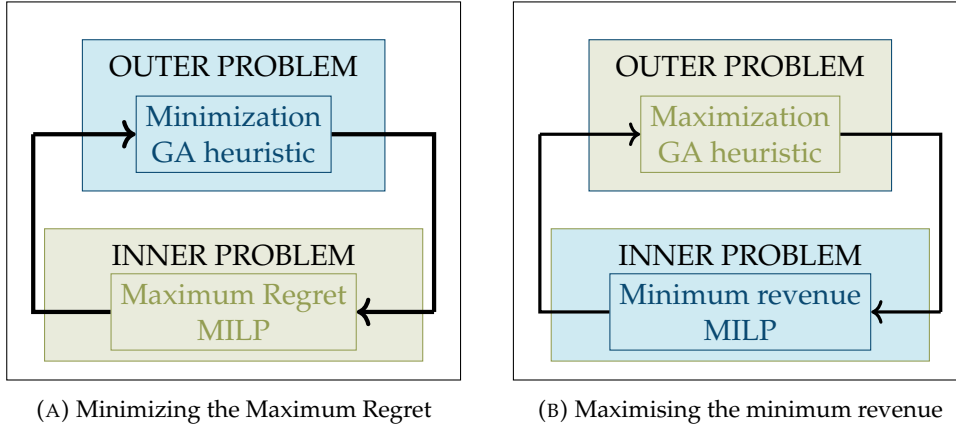 OUTER PROBLEM
Minimization
GA heuristic
INNER PROBLEM
Maximum Regret
MILP
(A) Minimizing the Maximum Regret
OUTER PROBLEM
Maximization
GA heuristic
INNER PROBLEM
Minimum revenue
MILP
(B) Maximising the minimum revenue